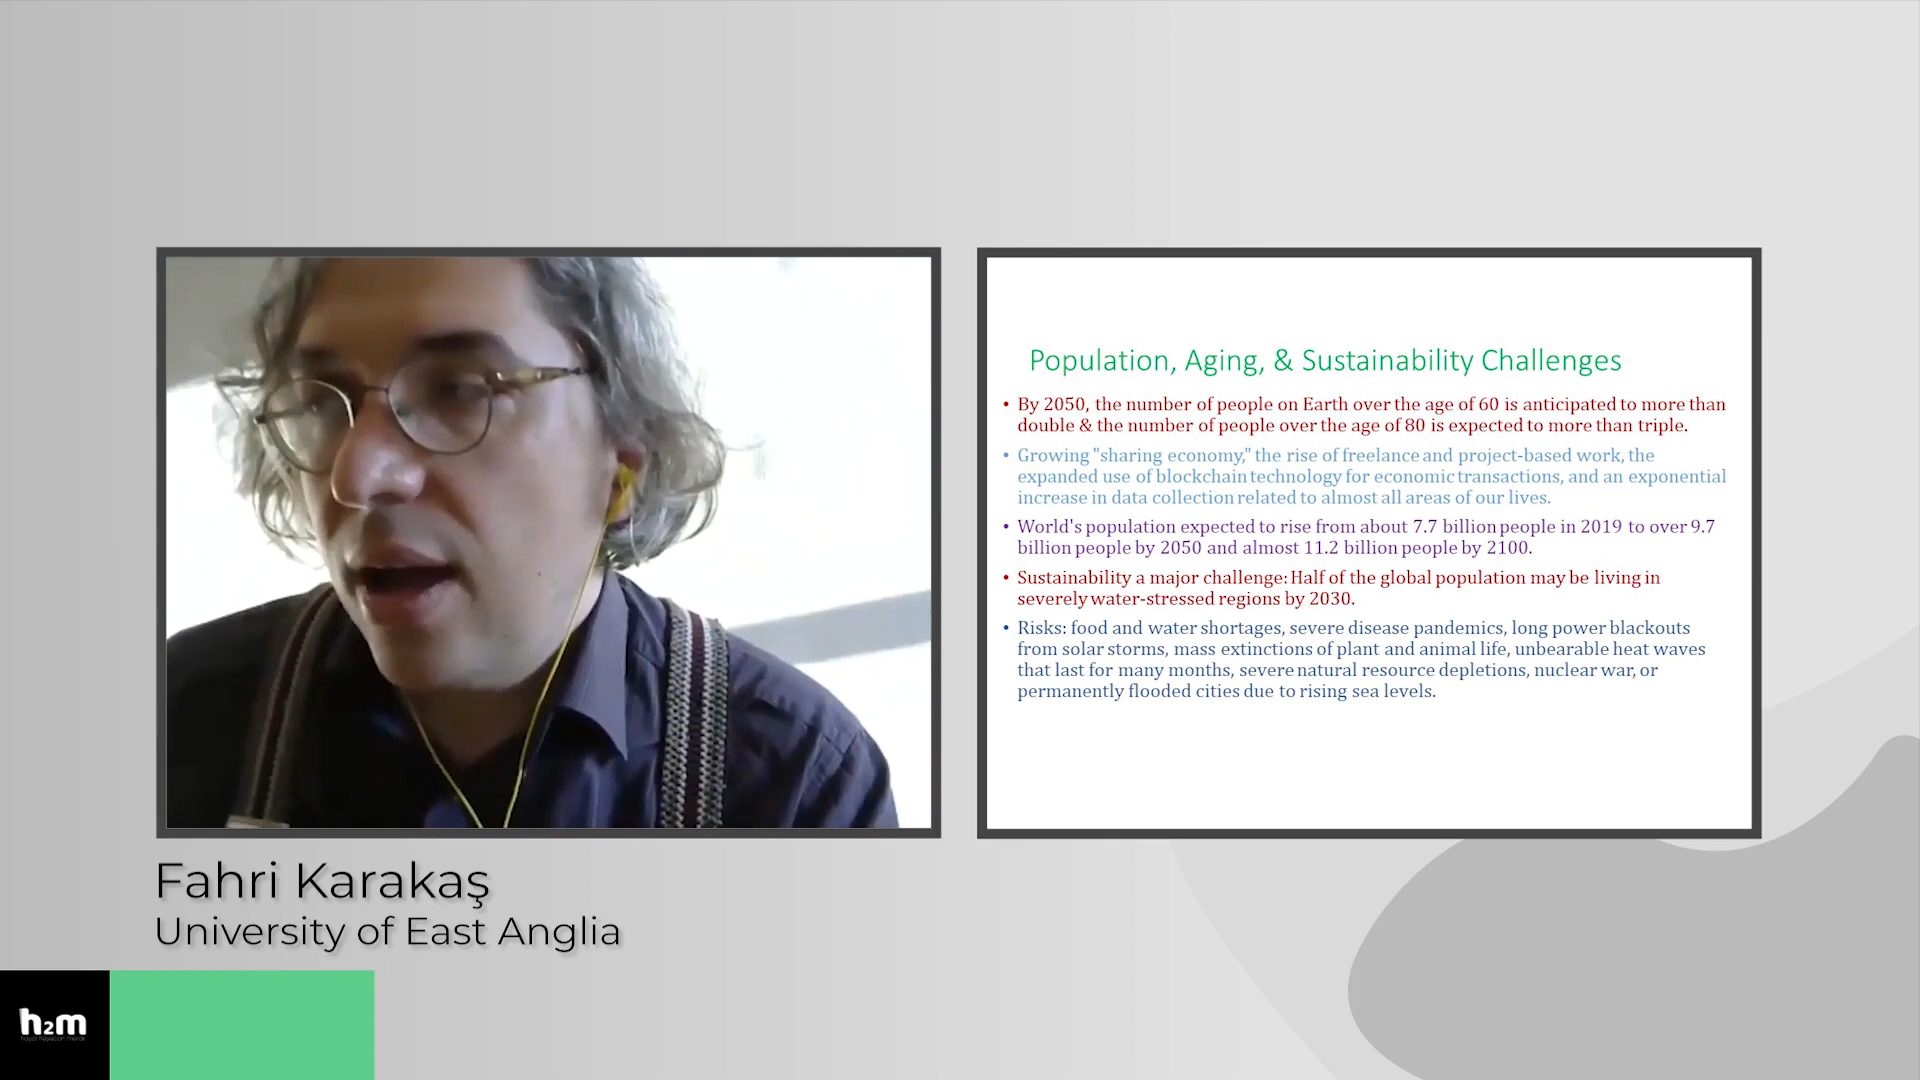 Population, Aging, & Sustainability Challenges
• By 2050, the number of people on Earth over the age of 60 is anticipated to more than
double & the number of people over the age of 80 is expected to more than triple.
• Growing "sharing economy," the rise of freelance and project-based work, the
expanded use of blockchain technology for economic transactions, and an exponential
increase in data collection related to almost all areas of our lives.
• World's population expected to rise from about 7.7 billion people in 2019 to over 9.7
billion people by 2050 and almost 11.2 billion people by 2100.
• Sustainability a major challenge: Half of the global population may be living in
severely water-stressed regions by 2030.
• Risks: food and water shortages, severe disease pandemics, long power blackouts
from solar storms, mass extinctions of plant and animal life, unbearable heat waves
that last for many months, severe natural resource depletions, nuclear war, or
permanently flooded cities due to rising sea levels.
Fahri Karakaş
University of East Anglia
h2m